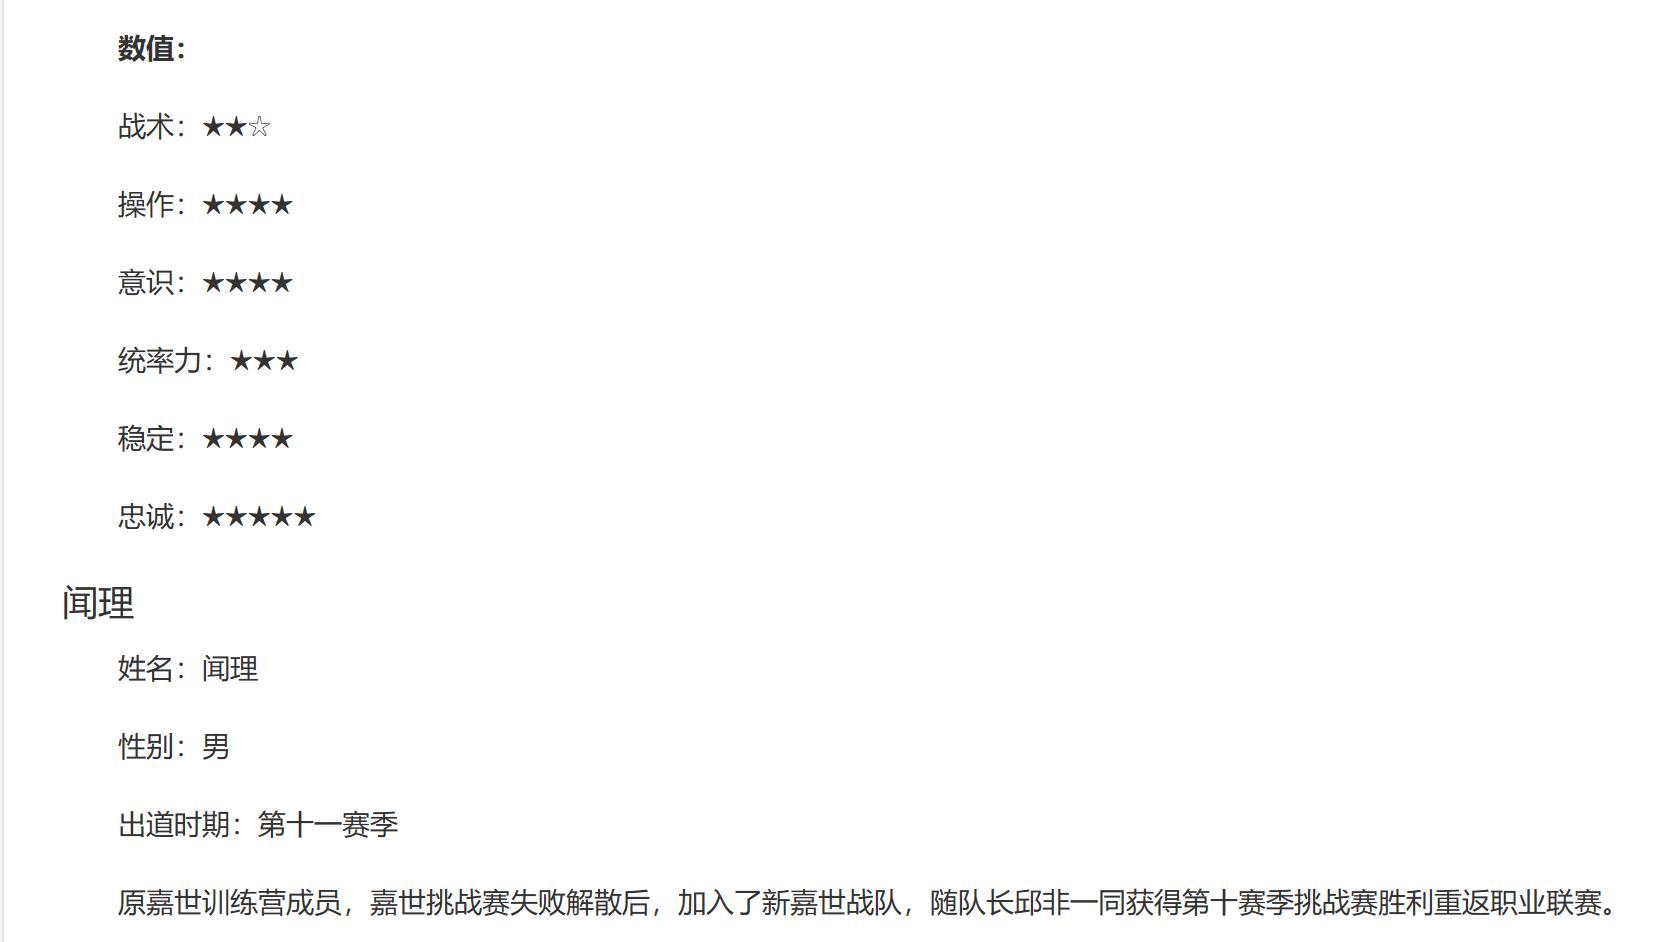 数值：
战术：★★☆
操作：★★★★
意识：★★★★
统率力：★★★
稳定：★★★★
忠诚：★★★★★
闻理
姓名：闻理
性别：男
出道时期：第十一赛季
原嘉世训练营成员，嘉世挑战赛失败解散后，加入了新嘉世战队，随队长邱非一同获得第十赛季挑战赛胜利重返职业联赛。